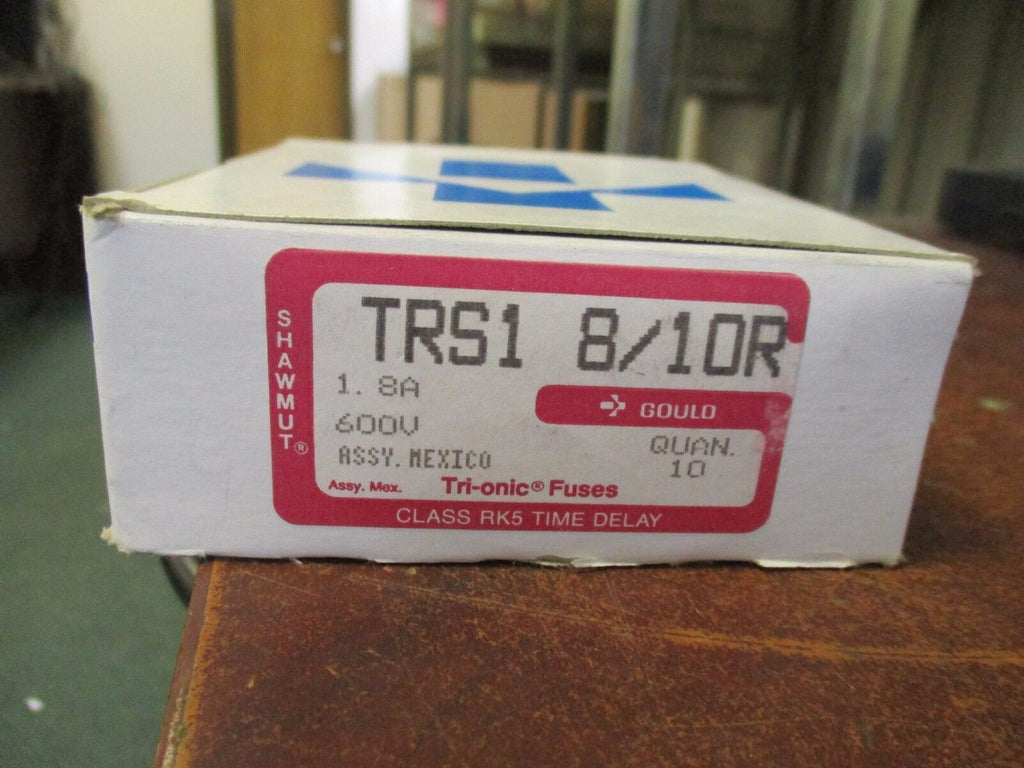 SHAWMUT®
TRS1 8/10R
1.8A
GOULD
600V
QUAN.
10
ASSY. MEXICO
Assy. Mex.
Tri-onic® Fuses
CLASS RK5 TIME DELAY